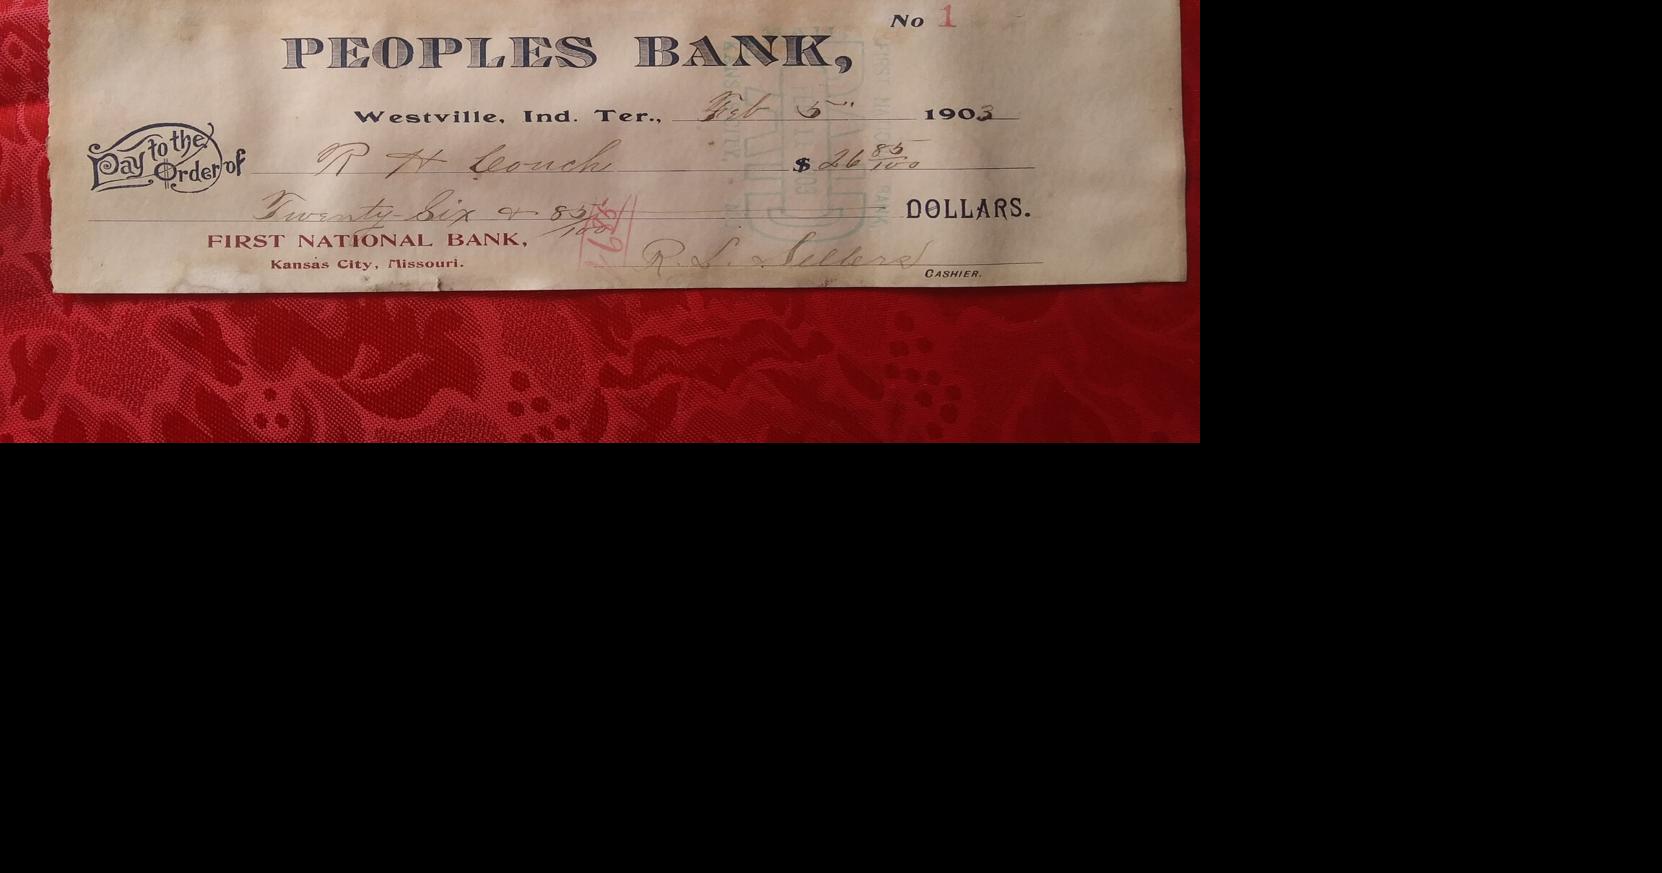 No 1
PEOPLES BANK,
Westville, Ind. Ter., Feb 5" 1903
Pay to the Order of R H Couch $ 26 85/100
Twenty-Six & 85/100 DOLLARS.
FIRST NATIONAL BANK,
Kansas City, Missouri.
R. L. Sellers
CASHIER.